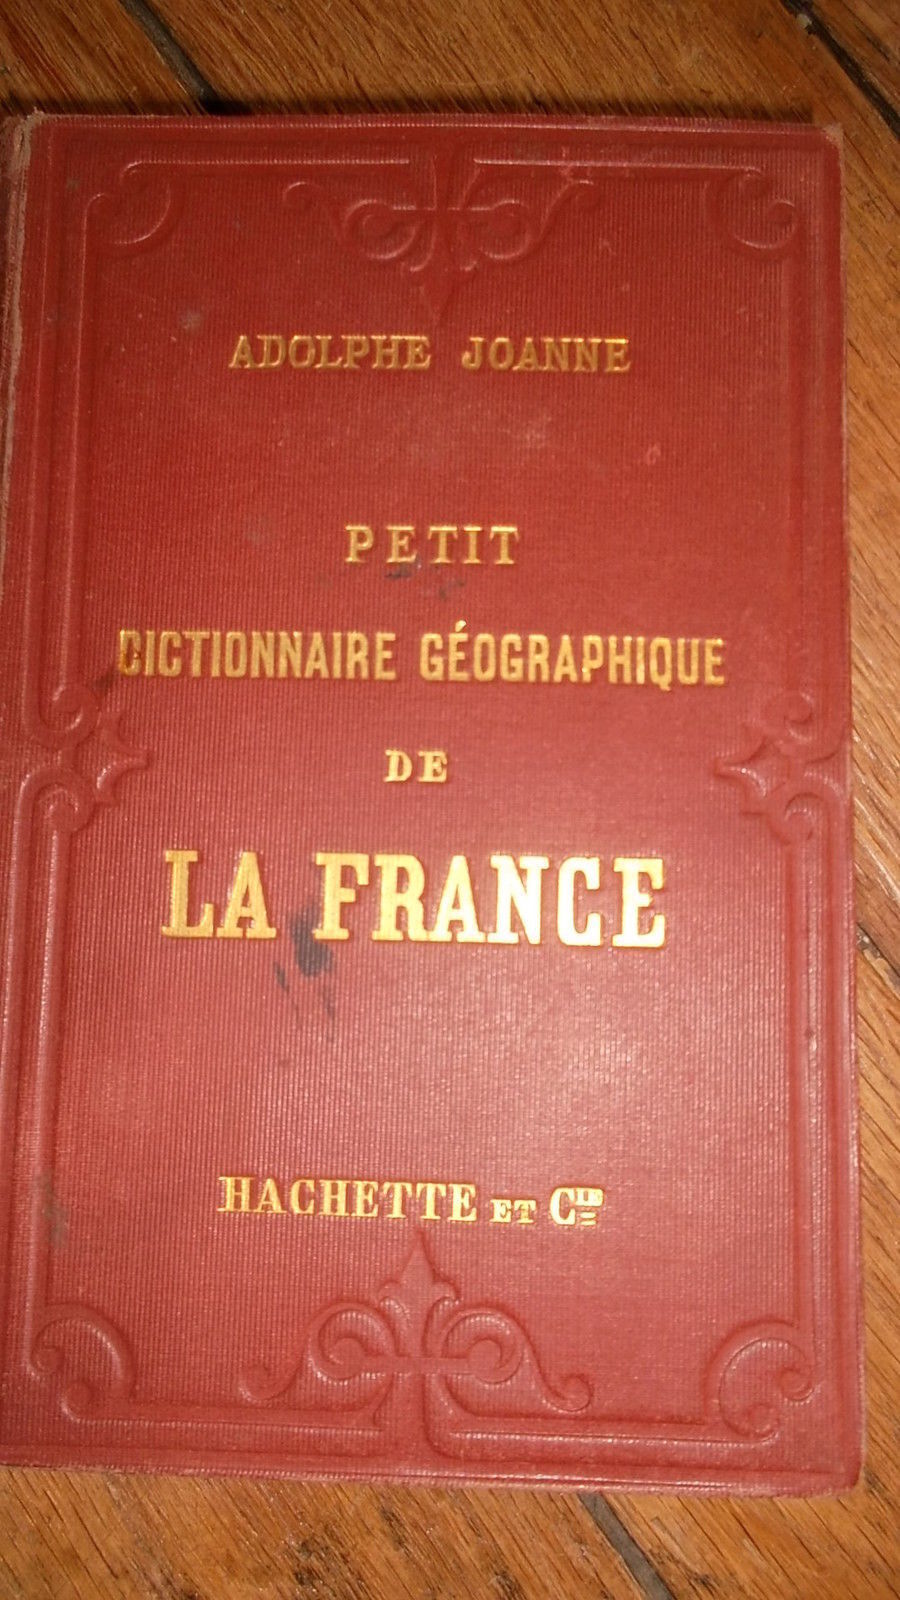 ADOLPHE JOANNE
PETIT
DICTIONNAIRE GÉOGRAPHIQUE
DE
LA FRANCE
HACHETTE ET Cie